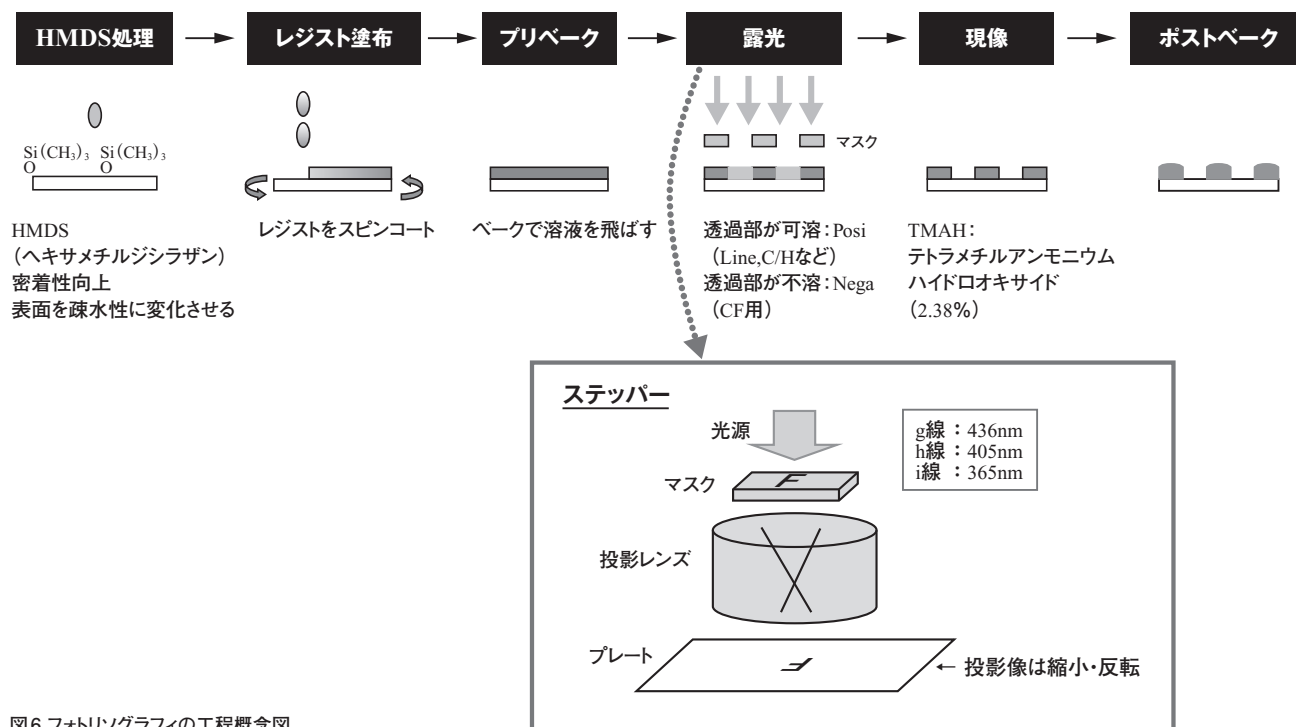 HMDS処理
レジスト塗布
プリベーク
露光
現像
ポストベーク
Si(CH₃)₃ Si(CH₃)₃
O O
マスク
HMDS
(ヘキサメチルジシラザン)
密着性向上
表面を疎水性に変化させる
レジストをスピンコート
ベークで溶液を飛ばす
透過部が可溶:Posi
(Line,C/Hなど)
透過部が不溶:Nega
(CF用)
TMAH:
テトラメチルアンモニウム
ハイドロオキサイド
(2.38%)
ステッパー
光源
g線:436nm
h線:405nm
i線:365nm
マスク
F
投影レンズ
プレート
F
← 投影像は縮小・反転
図6 フォトリソグラフィの工程概念図